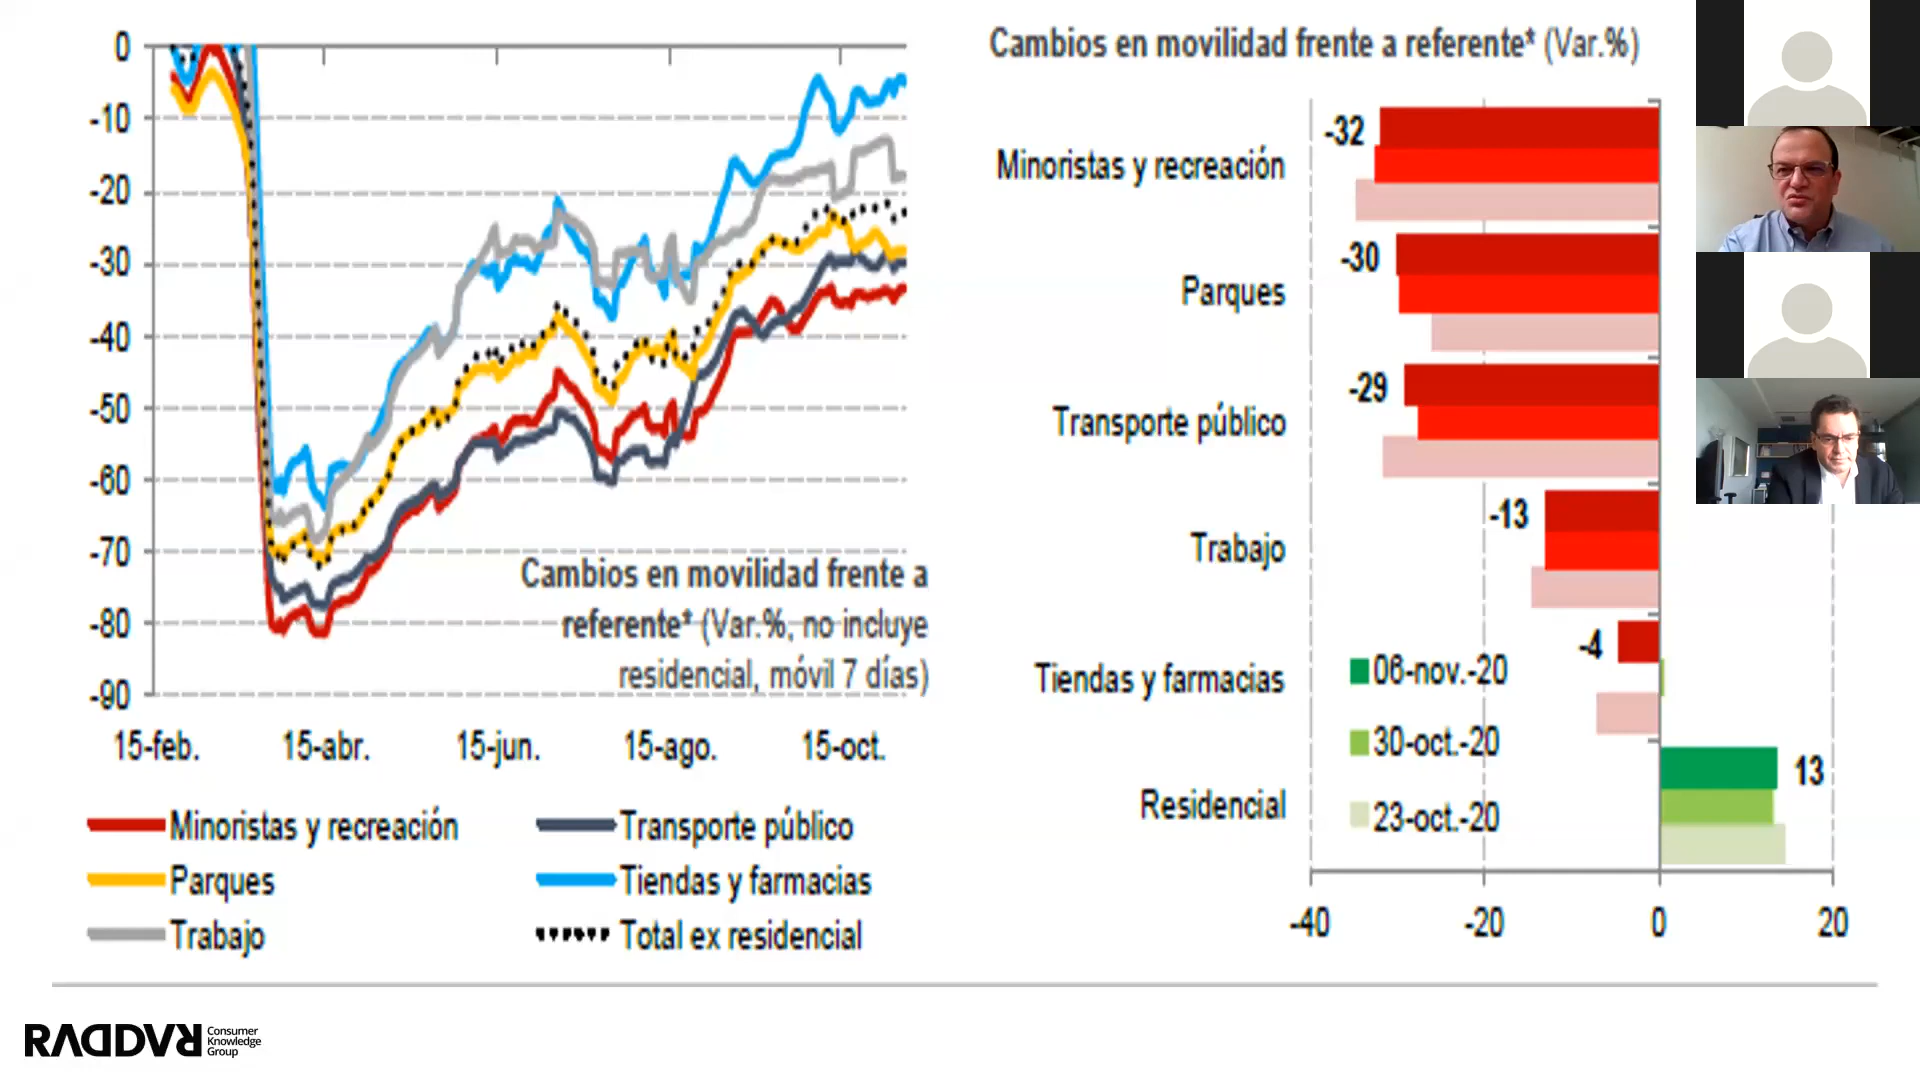 0
-10
-20
-30
-40
-50
-60
-70
-80
-90
Cambios en movilidad frente a
referente* (Var.%, no incluye
residencial, móvil 7 días)
15-feb.
15-abr.
15-jun.
15-ago.
15-oct.
Minoristas y recreación
Transporte público
Parques
Tiendas y farmacias
Trabajo
Total ex residencial
Cambios en movilidad frente a referente* (Var.%)
Minoristas y recreación
-32
Parques
-30
Transporte público
-29
Trabajo
-13
Tiendas y farmacias
-4
Residencial
13
06-nov.-20
30-oct.-20
23-oct.-20
-40
-20
0
20
RADDAR
Consumer
Knowledge
Group